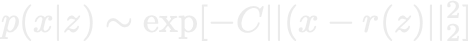 p(x|z) ∼ exp[−C||(x − r(z)||₂²]